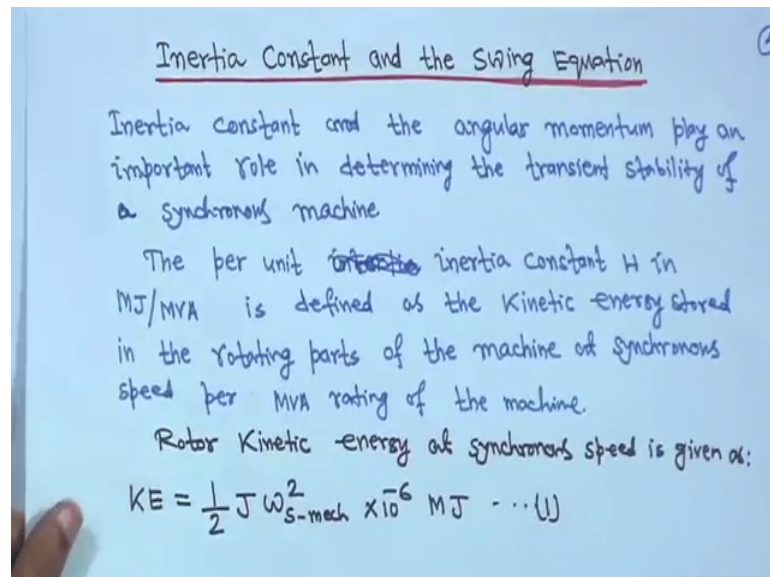 Inertia Constant and the Swing Equation
Inertia constant and the angular momentum play an
important role in determining the transient stability of
a synchronous machine
The per unit inertia constant H in
MJ/MVA is defined as the Kinetic energy stored
in the rotating parts of the machine at synchronous
speed per MVA rating of the machine.
Rotor Kinetic energy at synchronous speed is given as:
KE = 1/2 J ω²s-mech × 10⁻⁶ MJ - ... (1)